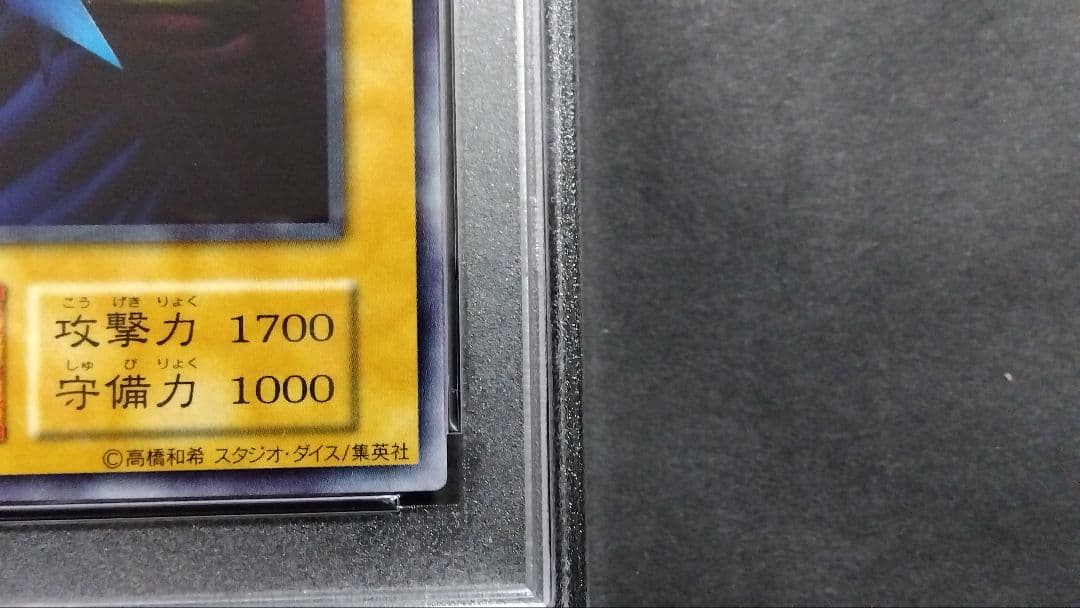 こう げき りょく
攻撃力 1700
しゅ び りょく
守備力 1000
©高橋和希 スタジオ・ダイス/集英社